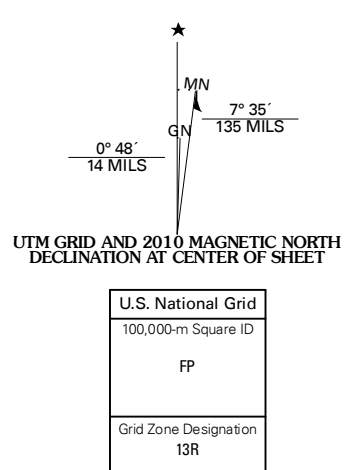 MN
7° 35´
135 MILS
GN
0° 48´
14 MILS
UTM GRID AND 2010 MAGNETIC NORTH
DECLINATION AT CENTER OF SHEET
U.S. National Grid
100,000-m Square ID
FP
Grid Zone Designation
13R